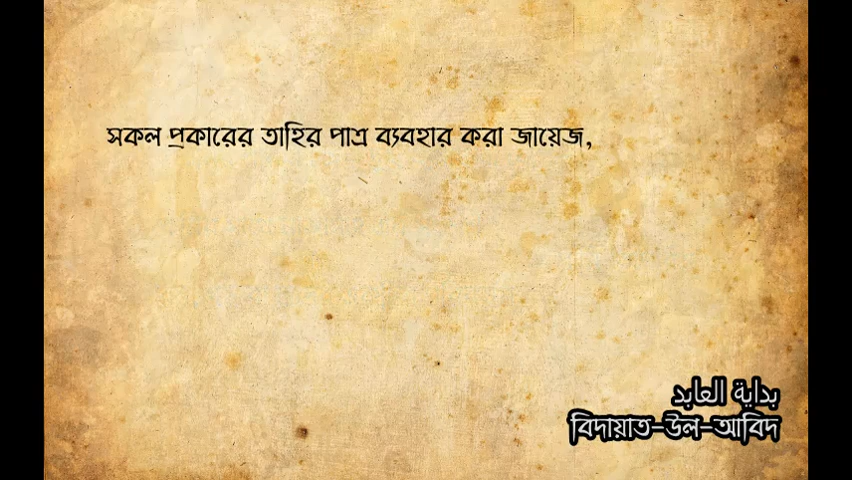 সকল প্রকারের তাহির পাত্র ব্যবহার করা জায়েজ,
بداية العابد
বিদায়াত-উল-আবিদ